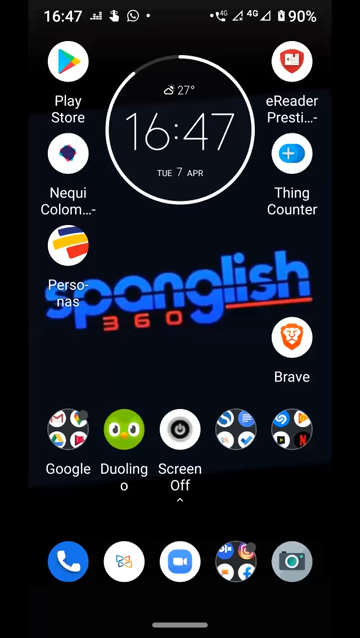 16:47
4G
4G
90%
Play
Store
eReader
Presti...-
27°
16:47
TUE 7 APR
Nequi
Colom...-
Thing
Counter
Perso-
nas
spanglish
360
Brave
Google
Duoling
o
Screen
Off